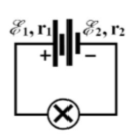 ℰ₁, r₁ ℰ₂, r₂
+ −